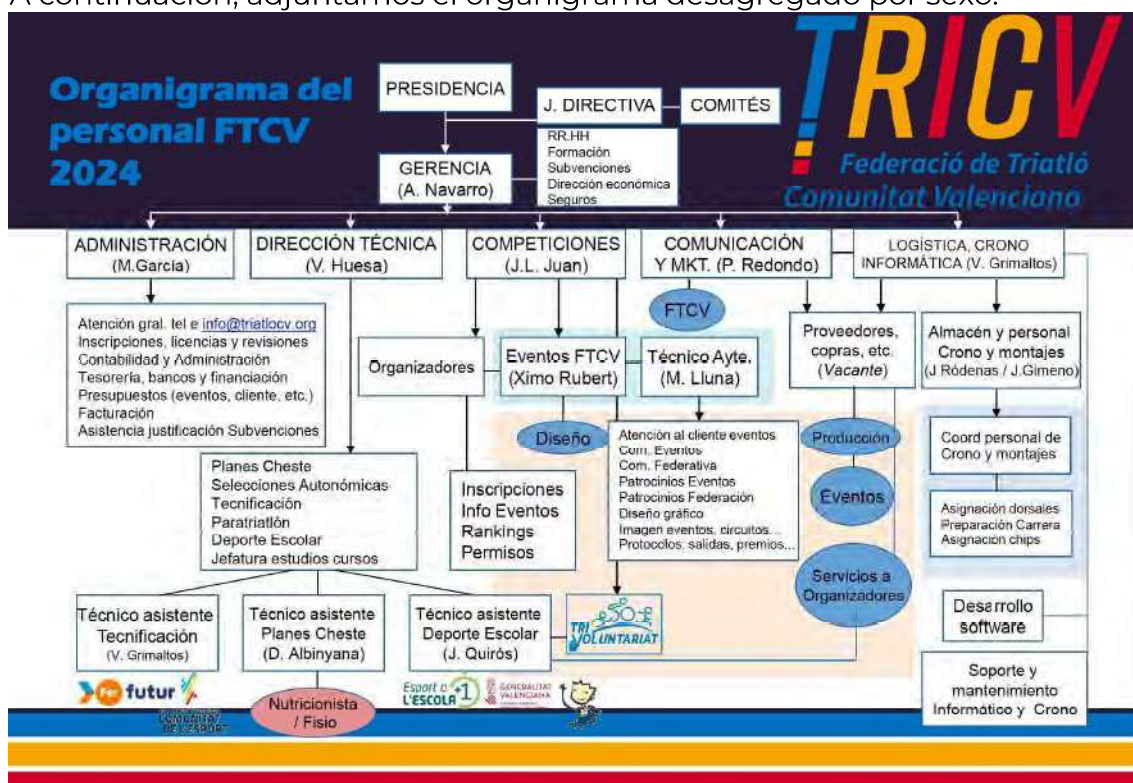 A continuación, adjuntamos el organigrama desagregado por sexo.
Organigrama del
personal FTCV
2024
TRICV
Federació de Triatló
Comunitat Valenciana
PRESIDENCIA
J. DIRECTIVA
COMITÉS
RR.HH
Formación
Subvenciones
Dirección económica
Seguros
GERENCIA
(A. Navarro)
ADMINISTRACIÓN
(M.García)
DIRECCIÓN TÉCNICA
(V. Huesa)
COMPETICIONES
(J.L. Juan)
COMUNICACIÓN
Y MKT. (P. Redondo)
LOGÍSTICA, CRONO
INFORMÁTICA (V. Grimaltos)
FTCV
Atención gral. tel e info@triatlocv.org
Inscripciones, licencias y revisiones
Contabilidad y Administración
Tesorería, bancos y financiación
Presupuestos (eventos, cliente, etc.)
Facturación
Asistencia justificación Subvenciones
Organizadores
Eventos FTCV
(Ximo Rubert)
Técnico Ayte.
(M. Lluna)
Proveedores,
copras, etc.
(Vacante)
Almacén y personal
Crono y montajes
(J Ródenas / J.Gimeno)
Diseño
Atención al cliente eventos
Com. Eventos
Com. Federativa
Patrocinios Eventos
Patrocinios Federación
Diseño gráfico
Imagen eventos, circuitos...
Protocolos: salidas, premios...
Producción
Eventos
Servicios a
Organizadores
Coord personal de
Crono y montajes
Asignación dorsales
Preparación Carrera
Asignación chips
Planes Cheste
Selecciones Autonómicas
Tecnificación
Paratriatlón
Deporte Escolar
Jefatura estudios cursos
Inscripciones
Info Eventos
Rankings
Permisos
Técnico asistente
Tecnificación
(V. Grimaltos)
Técnico asistente
Planes Cheste
(D. Albinyana)
Técnico asistente
Deporte Escolar
(J. Quirós)
TRI
VOLUNTARIAT
Desarrollo
software
Soporte y
mantenimiento
Informático y Crono
Fer futur
COMUNITAT
DE L'ESPORT
Nutricionista
/ Fisio
Esport a
L'ESCOLA +1
GENERALITAT
VALENCIANA